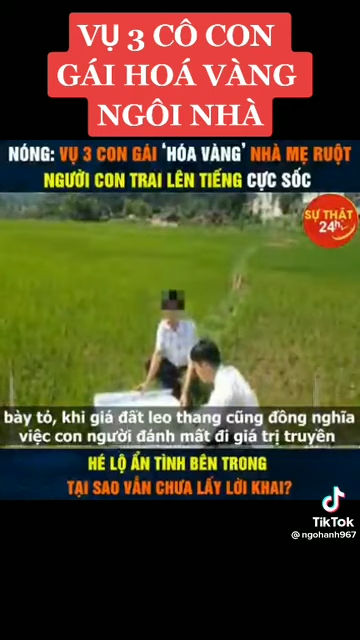 VỤ 3 CÔ CON
GÁI HOÁ VÀNG
NGÔI NHÀ
NÓNG: VỤ 3 CON GÁI ‘HÓA VÀNG’ NHÀ MẸ RUỘT
NGƯỜI CON TRAI LÊN TIẾNG CỰC SỐC
SỰ THẬT
24h
bày tỏ, khi giá đất leo thang cũng đồng nghĩa
việc con người đánh mất đi giá trị truyền
HÉ LỘ ẨN TÌNH BÊN TRONG
TẠI SAO VẪN CHƯA LẤY LỜI KHAI?
TikTok
@ngohanh967